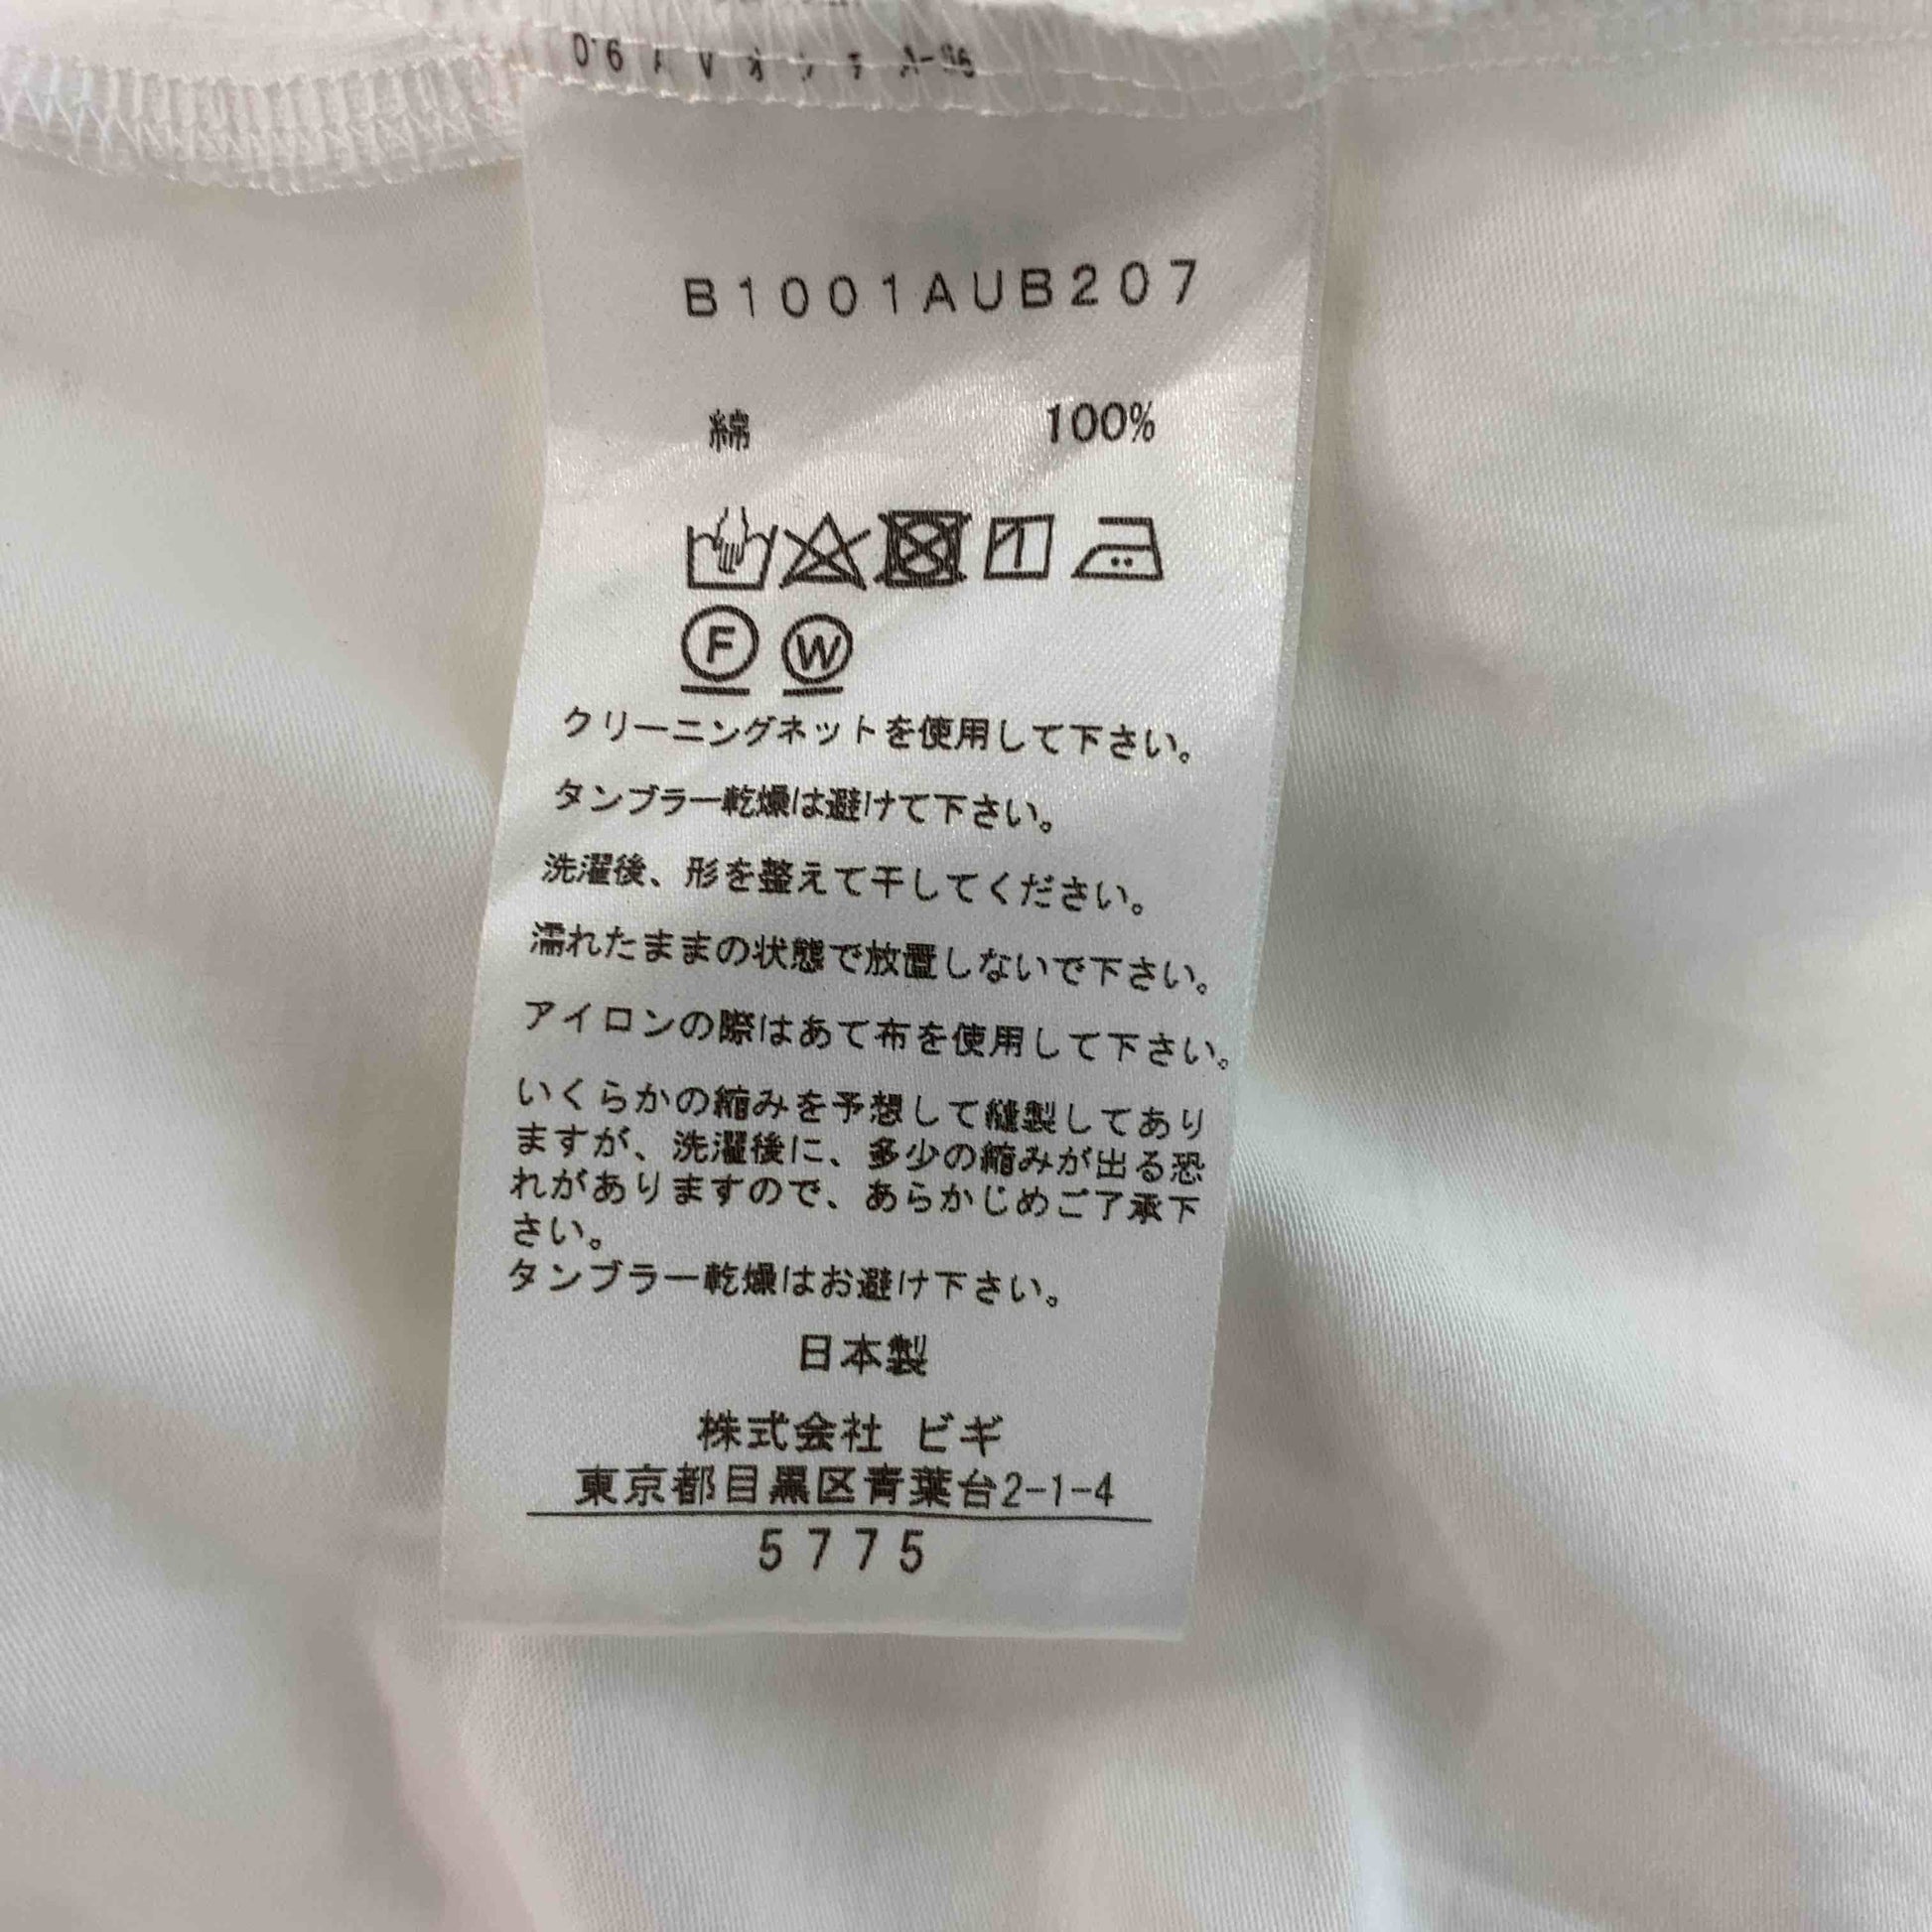 B1001AUB207
綿 100%
F W
クリーニングネットを使用して下さい。
タンブラー乾燥は避けて下さい。
洗濯後、形を整えて干してください。
濡れたままの状態で放置しないで下さい。
アイロンの際はあて布を使用して下さい。
いくらかの縮みを予想して縫製してあり
ますが、洗濯後に、多少の縮みが出る恐
れがありますので、あらかじめご了承下
さい。
タンブラー乾燥はお避け下さい。
日本製
株式会社 ビギ
東京都目黒区青葉台2-1-4
5775